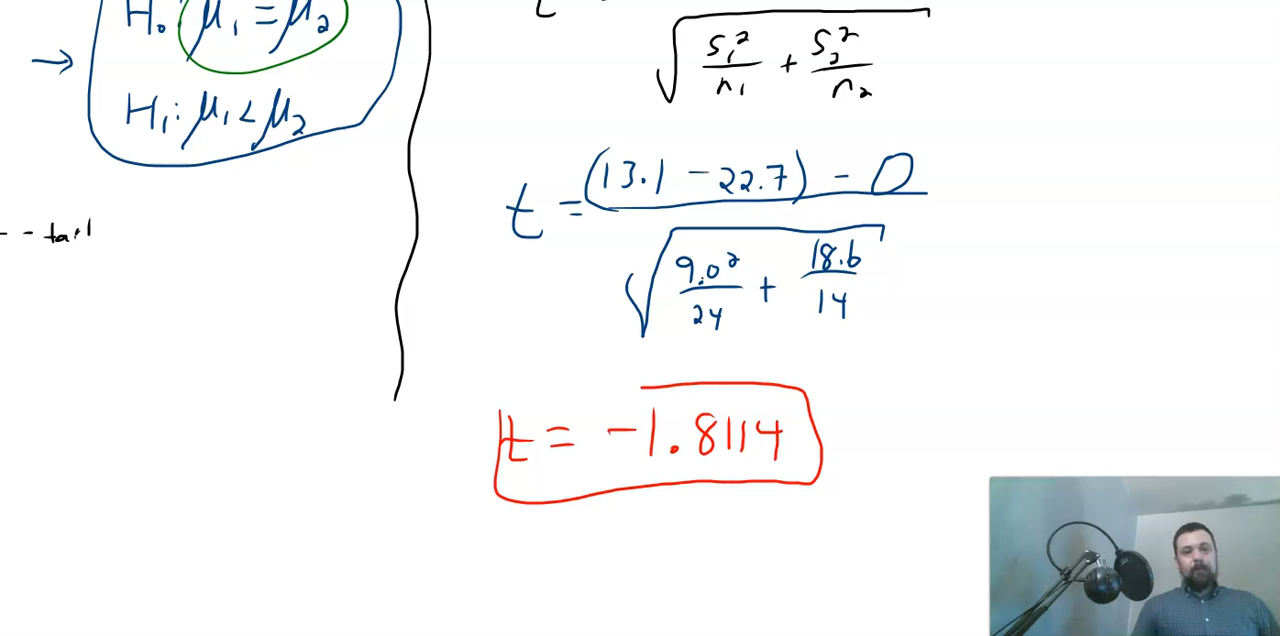 H₀: μ₁ = μ₂
H₁: μ₁ < μ₂
- tail
√ s₁²/n₁ + s₂²/n₂
t = (13.1 - 22.7) - 0
√ 9.0²/24 + 18.6/14
t = -1.8114